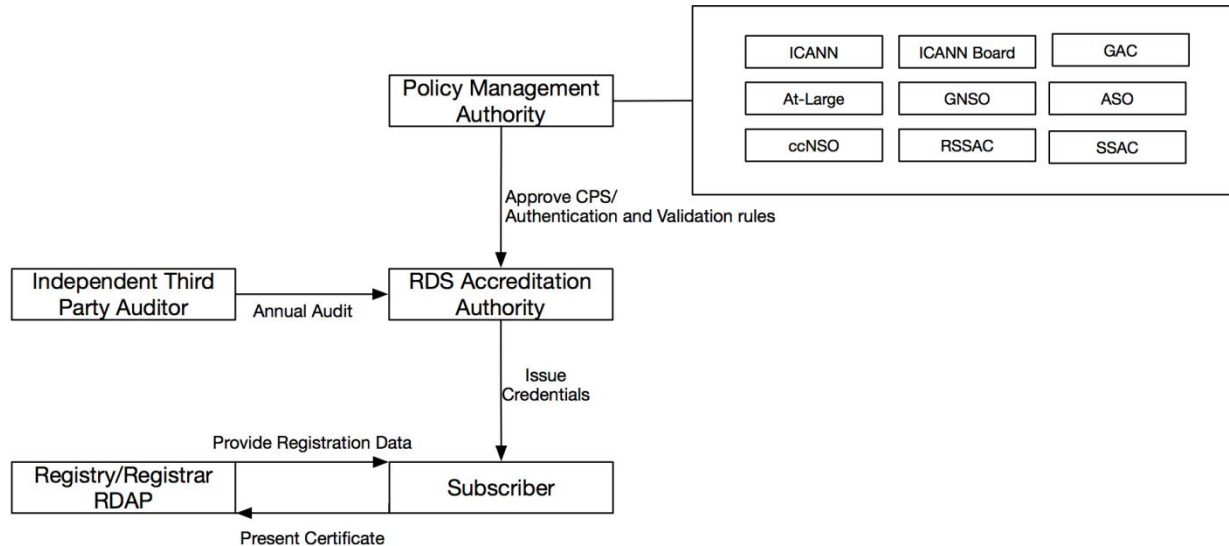 ICANN
ICANN Board
GAC
Policy Management
Authority
At-Large
GNSO
ASO
ccNSO
RSSAC
SSAC
Approve CPS/
Authentication and Validation rules
Independent Third
Party Auditor
Annual Audit
RDS Accreditation
Authority
Issue
Credentials
Provide Registration Data
Registry/Registrar
RDAP
Subscriber
Present Certificate